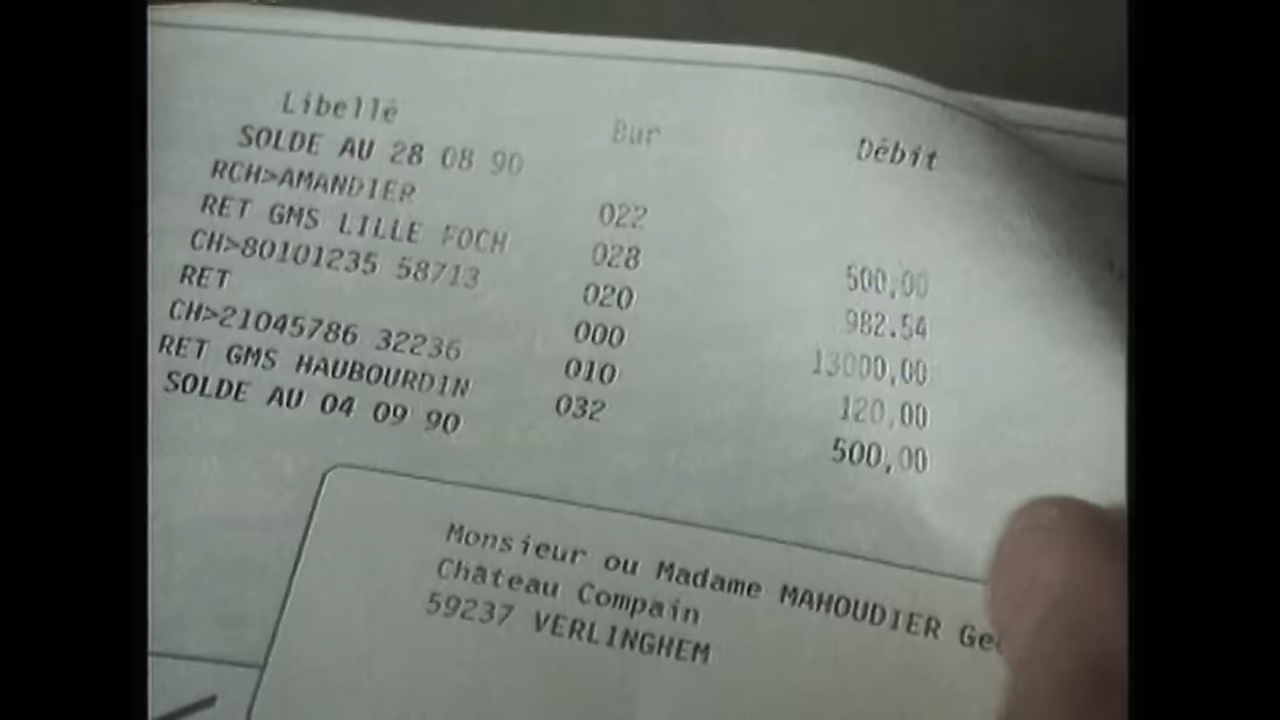 Libellé Bur Débit
SOLDE AU 28 08 90
RCH>AMANDIER 022
RET GMS LILLE FOCH 028 500,00
CH>80101235 58713 020 982.54
RET 000 13000,00
CH>21045786 32236 010 120,00
RET GMS HAUBOURDIN 032 500,00
SOLDE AU 04 09 90
Monsieur ou Madame MAHOUDIER
Château Compain
59237 VERLINGHEM